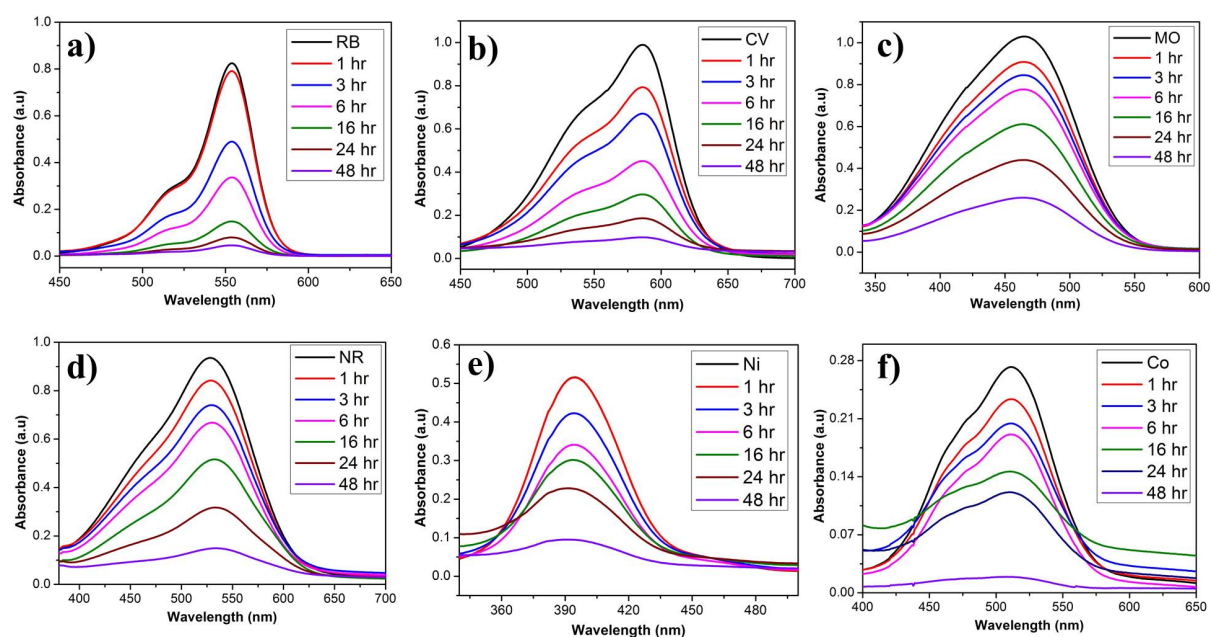 a)
RB
1 hr
3 hr
6 hr
16 hr
24 hr
48 hr
Absorbance (a.u)
1.0
0.8
0.6
0.4
0.2
0.0
450 500 550 600 650
Wavelength (nm)
b)
CV
1 hr
3 hr
6 hr
16 hr
24 hr
48 hr
Absorbance (a.u)
1.0
0.8
0.6
0.4
0.2
0.0
450 500 550 600 650 700
Wavelength (nm)
c)
MO
1 hr
3 hr
6 hr
16 hr
24 hr
48 hr
Absorbance (a.u)
1.0
0.8
0.6
0.4
0.2
0.0
350 400 450 500 550 600
Wavelength (nm)
d)
NR
1 hr
3 hr
6 hr
16 hr
24 hr
48 hr
Absorbance (a.u)
1.0
0.8
0.6
0.4
0.2
0.0
400 450 500 550 600 650 700
Wavelength (nm)
e)
Ni
1 hr
3 hr
6 hr
16 hr
24 hr
48 hr
Absorbance (a.u)
0.6
0.5
0.4
0.3
0.2
0.1
0.0
360 390 420 450 480
Wavelength (nm)
f)
Co
1 hr
3 hr
6 hr
16 hr
24 hr
48 hr
Absorbance (a.u)
0.28
0.21
0.14
0.07
0.00
400 450 500 550 600 650
Wavelength (nm)